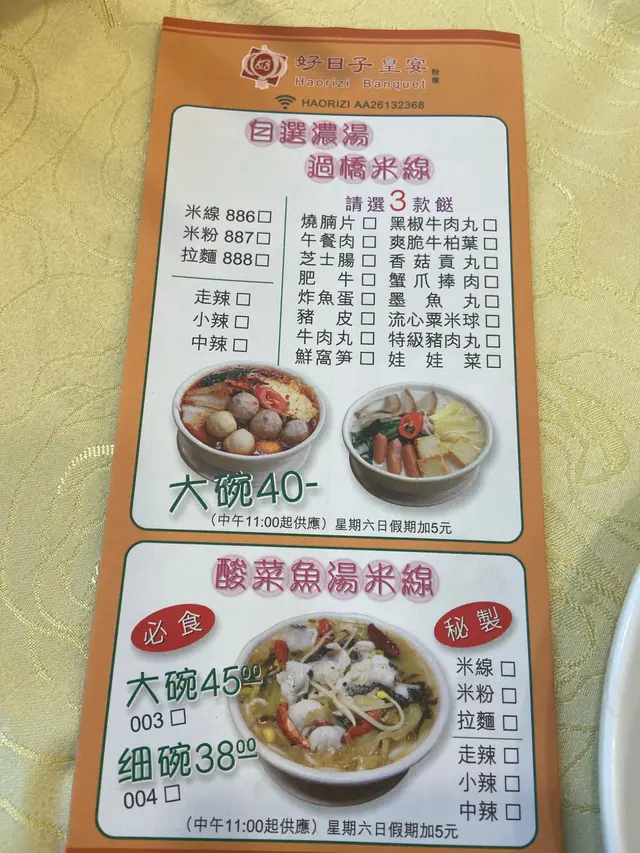 好
好日子皇宴
粉樓
Haorizi Banquet
HAORIZI AA26132368
自選濃湯
過橋米線
請選3款餸
米線 886□
米粉 887□
拉麵 888□
走辣 □
小辣 □
中辣 □
燒腩片 □ 黑椒牛肉丸 □
午餐肉 □ 爽脆牛柏葉 □
芝士腸 □ 香菇貢丸 □
肥牛 □ 蟹爪捧肉 □
炸魚蛋 □ 墨魚丸 □
豬皮 □ 流心粟米球 □
牛肉丸 □ 特級豬肉丸 □
鮮窩笋 □ 娃娃菜 □
大碗40-
（中午11:00起供應）星期六日假期加5元
酸菜魚湯米線
必食
秘製
大碗45.00
003 □
细碗38.00
004 □
米線 □
米粉 □
拉麵 □
走辣 □
小辣 □
中辣 □
（中午11:00起供應）星期六日假期加5元